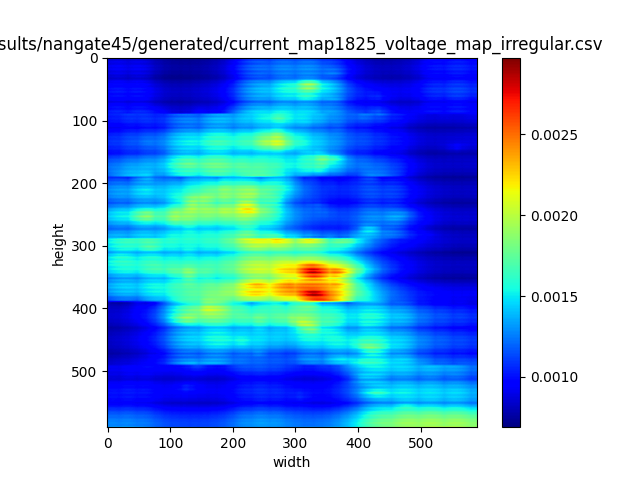 sults/nangate45/generated/current_map1825_voltage_map_irregular.csv
0
100
200
300
400
500
height
0 100 200 300 400 500
width
0.0025
0.0020
0.0015
0.0010